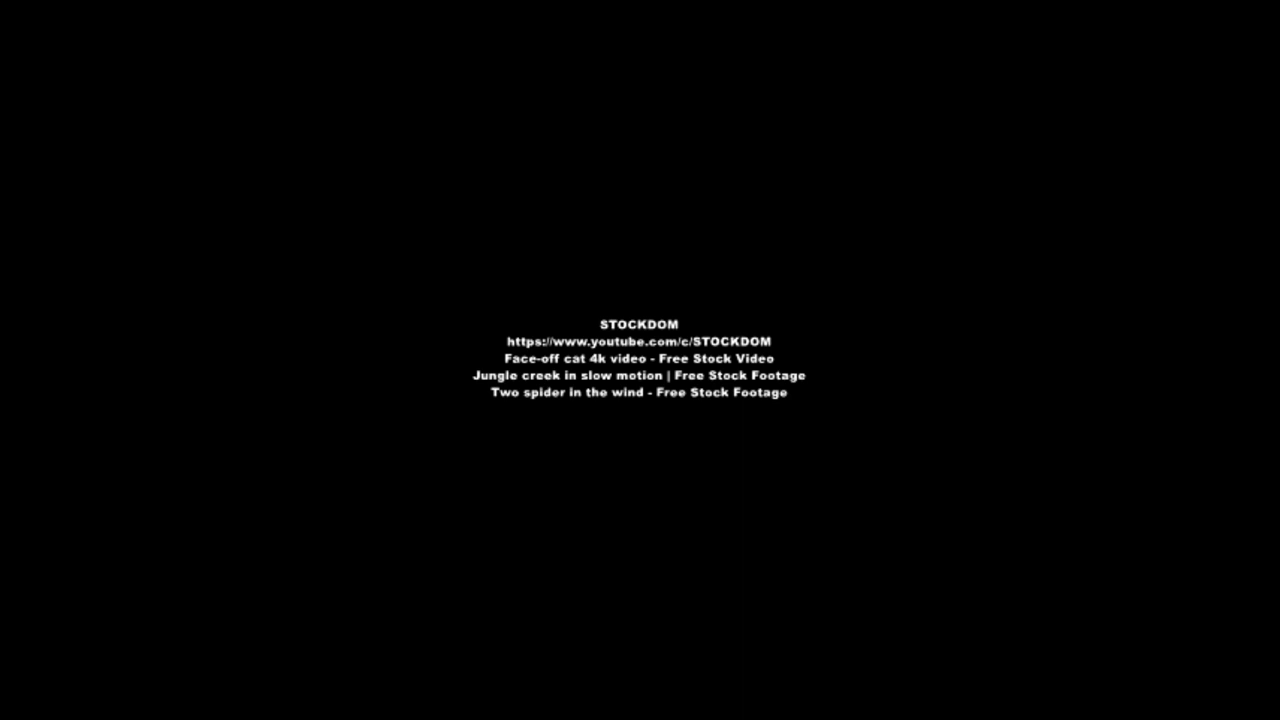 STOCKDOM
https://www.youtube.com/c/STOCKDOM
Face-off cat 4k video - Free Stock Video
Jungle creek in slow motion | Free Stock Footage
Two spider in the wind - Free Stock Footage